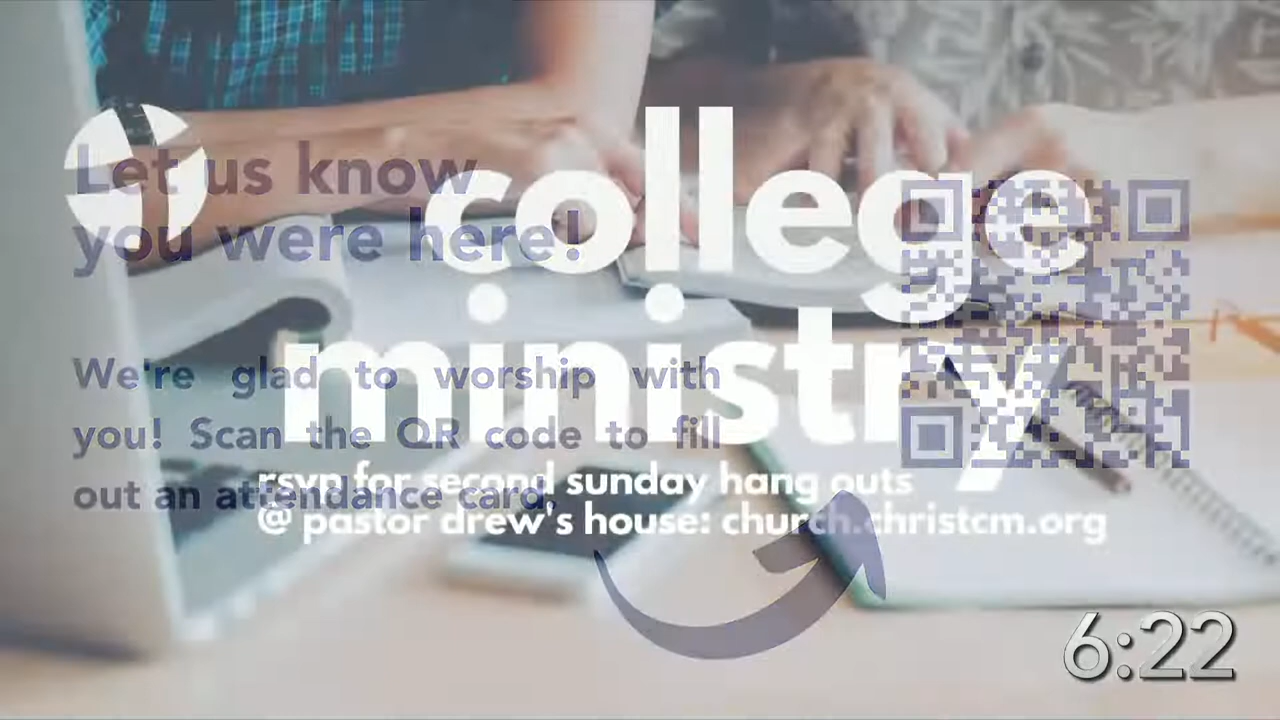 Let us know
you were here!
We're glad to worship with
you! Scan the QR code to fill
out an attendance card.
college
ministry
rsvp for second sunday hang outs
@ pastor drew's house: church.christcm.org
6:22